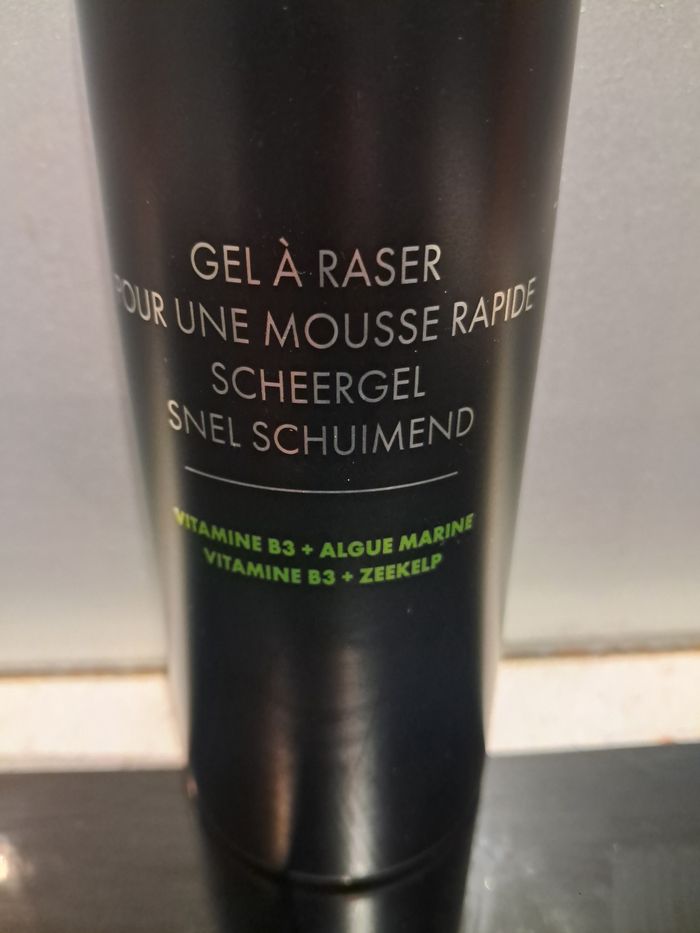 GEL À RASER
POUR UNE MOUSSE RAPIDE
SCHEERGEL
SNEL SCHUIMEND
VITAMINE B3 + ALGUE MARINE
VITAMINE B3 + ZEEKELP